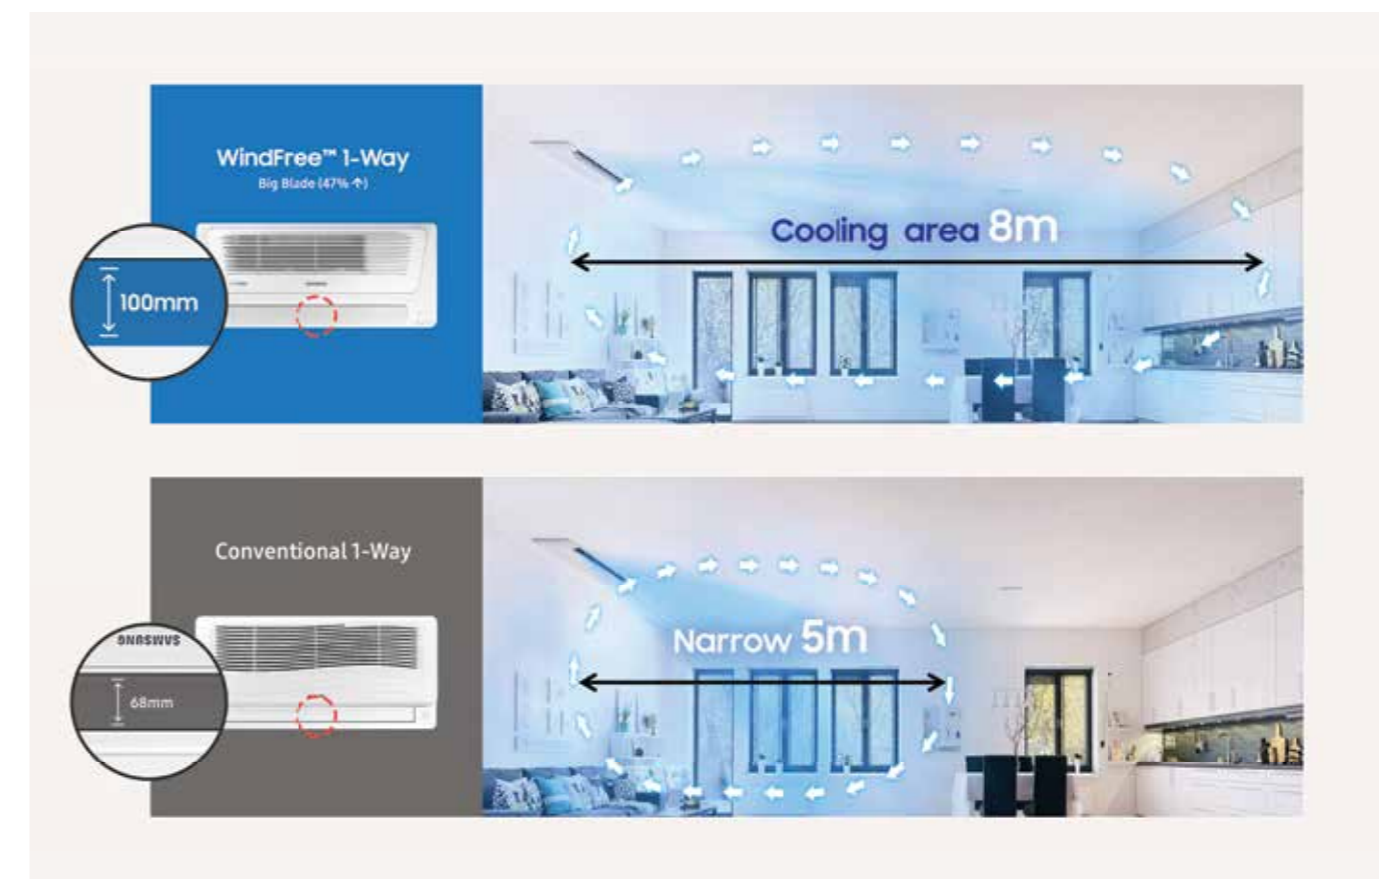 WindFree™ 1-Way
Big Blade (47% ↑)
100mm
Cooling area 8m
Conventional 1-Way
SAMSUNG
68mm
Narrow 5m